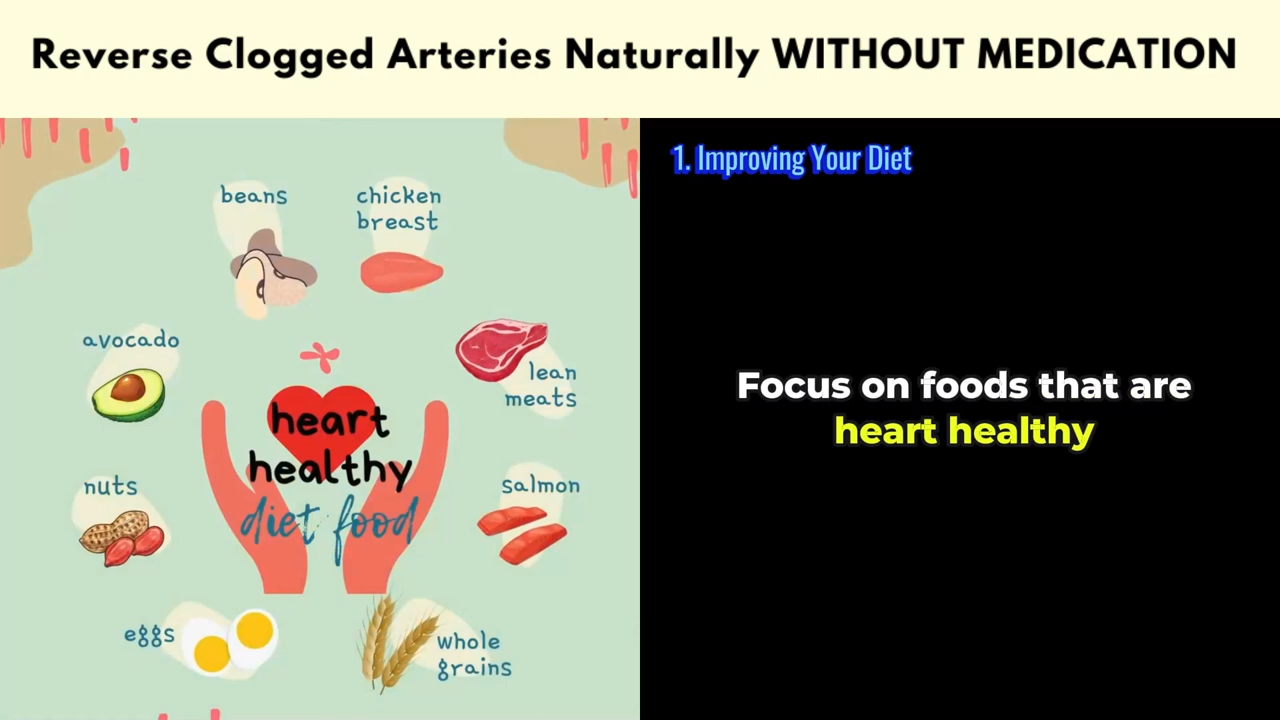 Reverse Clogged Arteries Naturally WITHOUT MEDICATION
1. Improving Your Diet
beans
chicken
breast
avocado
lean
meats
heart
healthy
diet food
nuts
salmon
eggs
whole
grains
Focus on foods that are
heart healthy